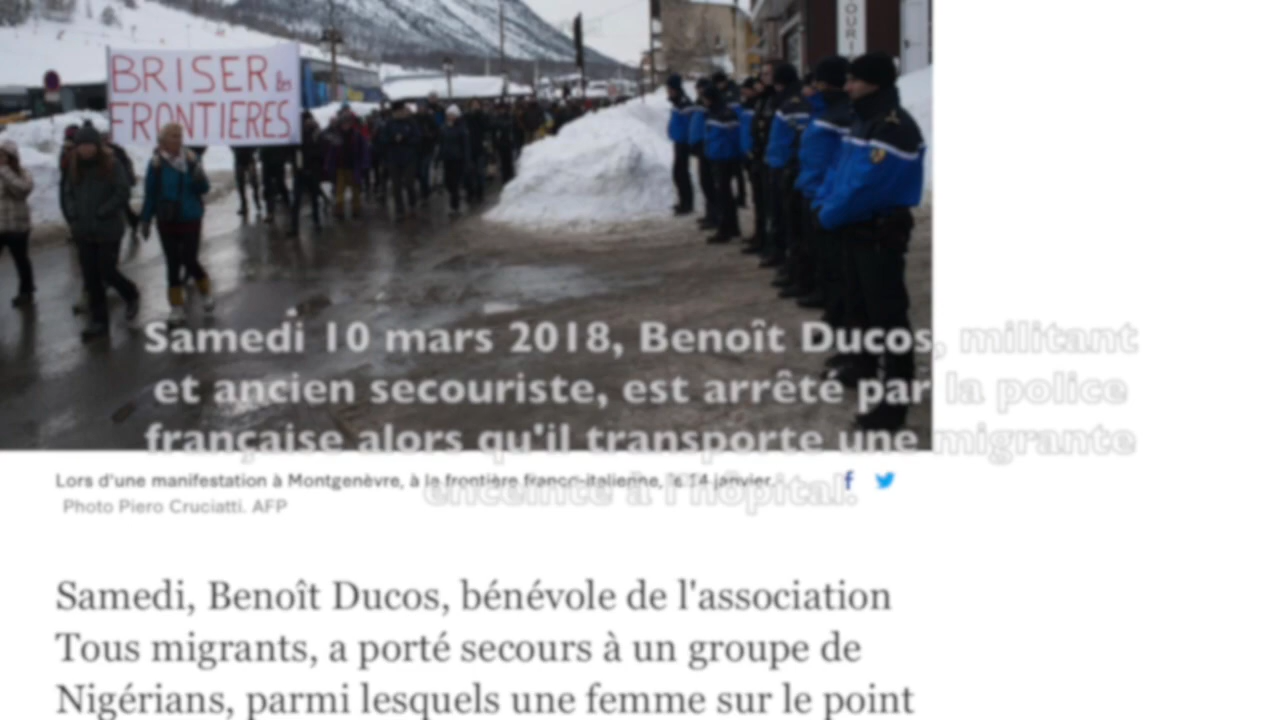 BRISER les
FRONTIERES
OURI
Samedi 10 mars 2018, Benoît Ducos, militant
et ancien secouriste, est arrêté par la police
française alors qu'il transporte une migrante
enceinte à l'hôpital.
Lors d'une manifestation à Montgenèvre, à la frontière franco-italienne, le 14 janvier.
Photo Piero Cruciatti. AFP
Samedi, Benoît Ducos, bénévole de l'association
Tous migrants, a porté secours à un groupe de
Nigérians, parmi lesquels une femme sur le point